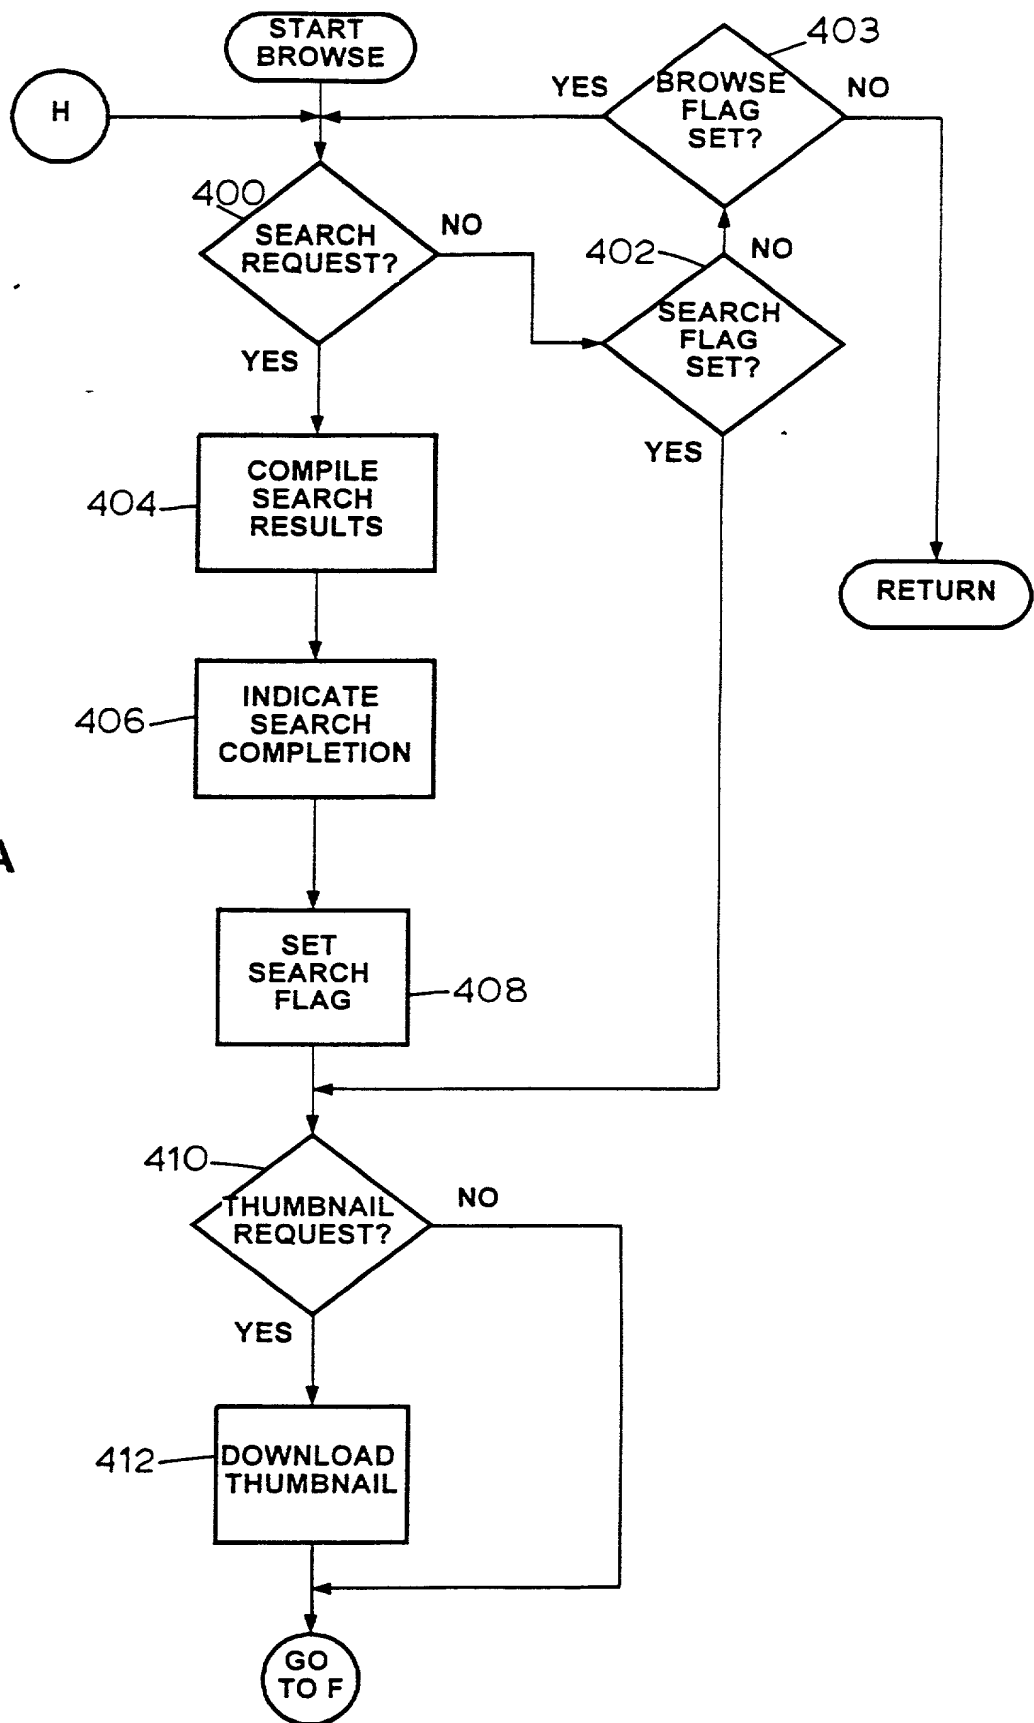 START
BROWSE
403
H
YES
BROWSE
FLAG
SET?
NO
400
SEARCH
REQUEST?
NO
402
NO
SEARCH
FLAG
SET?
YES
YES
404
COMPILE
SEARCH
RESULTS
RETURN
406
INDICATE
SEARCH
COMPLETION
A
SET
SEARCH
FLAG
408
410
THUMBNAIL
REQUEST?
NO
YES
412
DOWNLOAD
THUMBNAIL
GO
TO F